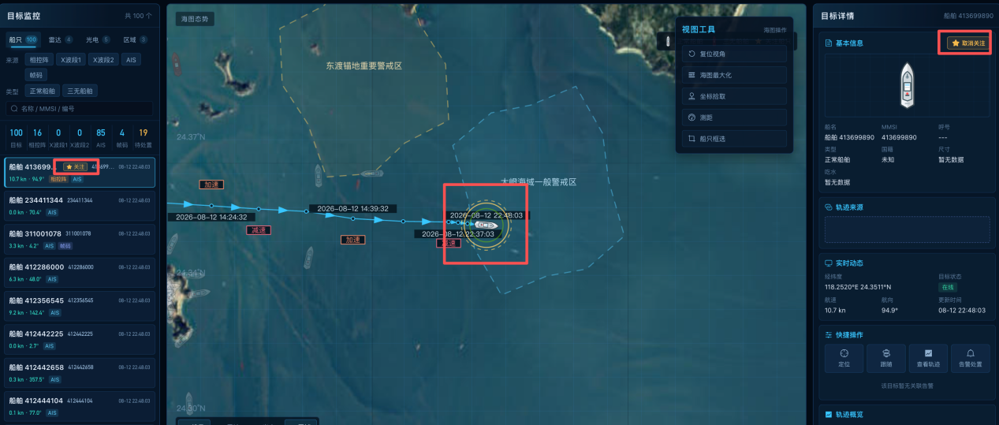 目标监控
共 100 个
船只 100 雷达 4 光电 5 区域 3
来源 相控阵 X波段1 X波段2 AIS
帧码
类型 正常船舶 三无船舶
名称 / MMSI / 编号
100 16 0 0 85 4 19
目标 相控阵 X波段1 X波段2 AIS 帧码 待处置
船舶 413699... 关注 08-12 22:48:03
10.7 kn · 94.9° 相控阵 AIS
船舶 234411344 234411344 08-12 22:48:03
0.0 kn · 70.4° AIS
船舶 311001078 311001078 08-12 22:48:03
3.3 kn · 4.2° AIS 帧码
船舶 412286000 412286000 08-12 22:48:03
6.3 kn · 48.0° AIS
船舶 412356545 412356545 08-12 22:48:03
9.2 kn · 142.4° AIS
船舶 412442225 412442225 08-12 22:48:03
0.0 kn · 2.7° AIS
船舶 412442658 412442658 08-12 22:48:03
0.3 kn · 357.5° AIS
船舶 412444104 412444104 08-12 22:48:03
0.1 kn · 77.0° AIS
海图态势
东渡锚地重要警戒区
24.37°N
大嶝海域一般警戒区
加速
2026-08-12 14:39:32
2026-08-12 22:48:03
2026-08-12 14:24:32
减速
加速
2026-08-12 22:37:03
减速
24.34°N
24.30°N
视图工具 海图操作
复位视角
海图最大化
坐标拾取
测距
船只框选
目标详情 船舶 413699890
基本信息 取消关注
船名 MMSI 呼号
船舶 413699890 413699890 ---
类型 国籍 尺寸
正常船舶 未知 暂无数据
吃水
暂无数据
轨迹来源
实时动态
经纬度 目标状态
118.2520°E 24.3511°N 在线
航速 航向 更新时间
10.7 kn 94.9° 08-12 22:48:03
快捷操作
定位 跟随 查看轨迹 告警处置
该目标暂无关联告警
轨迹概览